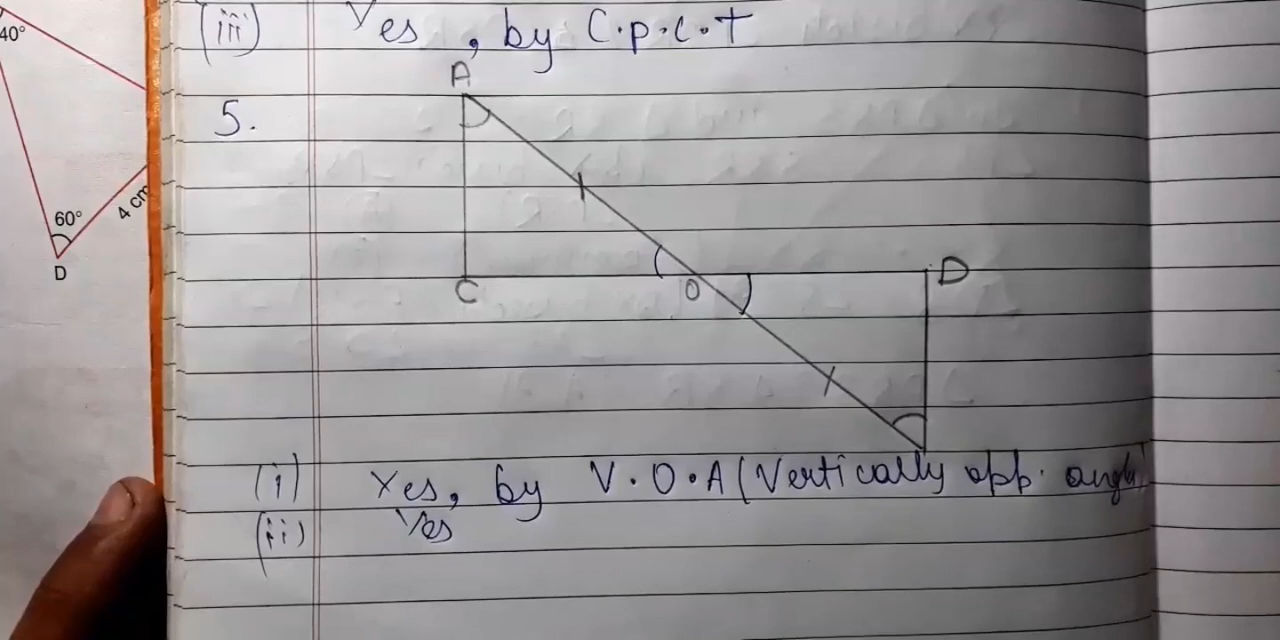 40°
60°
D
4 cm
(iii) Yes, by C.p.c.T
5.
A
C
O
D
(i) Yes, by V.O.A (Vertically opp. angle)
(ii) Yes